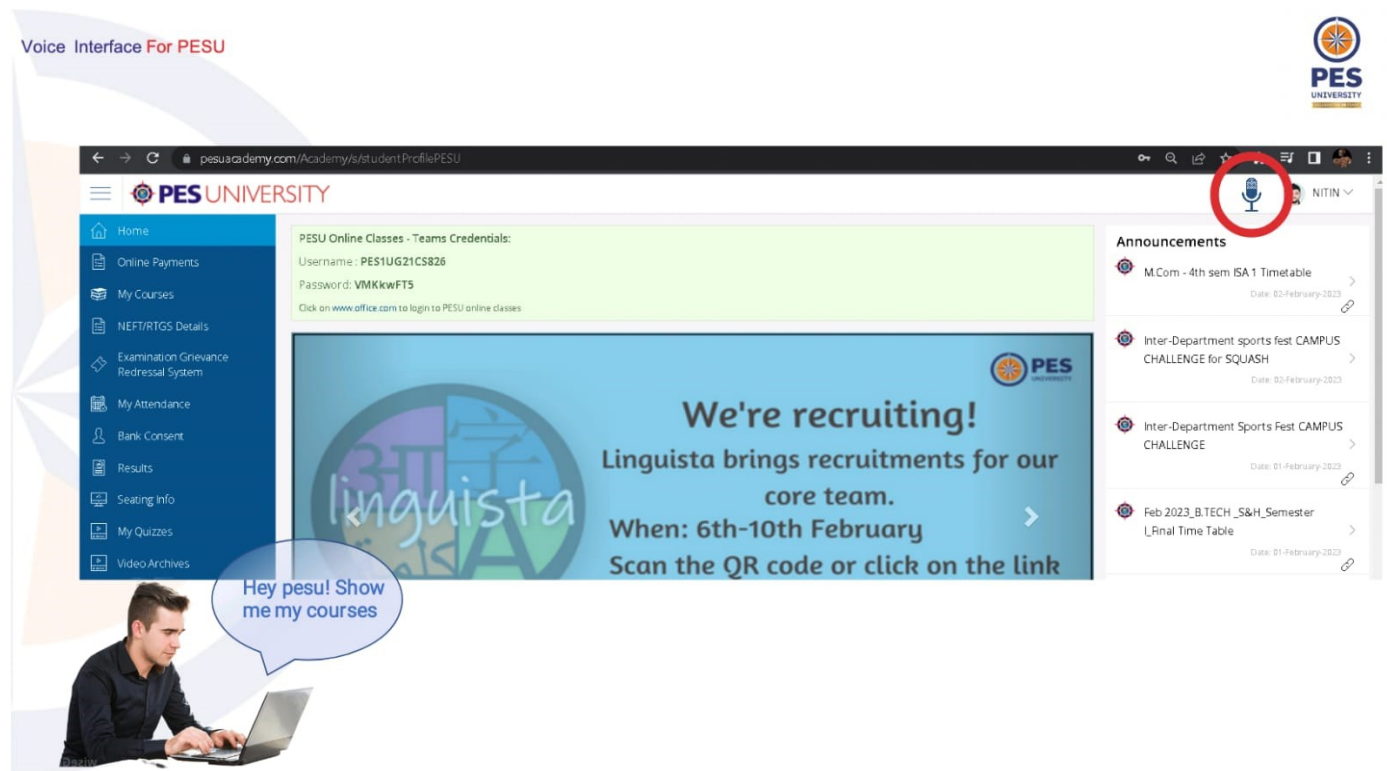 Voice Interface For PESU
PES
UNIVERSITY
pesuacademy.com/Academy/s/studentProfilePESU
PES UNIVERSITY
NITIN
Home
Online Payments
My Courses
NEFT/RTGS Details
Examination Grievance
Redressal System
My Attendance
Bank Consent
Results
Seating Info
My Quizzes
Video Archives
PESU Online Classes - Teams Credentials:
Username : PES1UG21CS826
Password: VMKkwFT5
Click on www.office.com to login to PESU online classes
PES
UNIVERSITY
linguista
We're recruiting!
Linguista brings recruitments for our
core team.
When: 6th-10th February
Scan the QR code or click on the link
Announcements
M.Com - 4th sem ISA 1 Timetable
Date: 02-February-2023
Inter-Department sports fest CAMPUS
CHALLENGE for SQUASH
Date: 02-February-2023
Inter-Department Sports Fest CAMPUS
CHALLENGE
Date: 01-February-2023
Feb 2023_B.TECH _S&H_Semester
I_Final Time Table
Date: 01-February-2023
Hey pesu! Show
me my courses